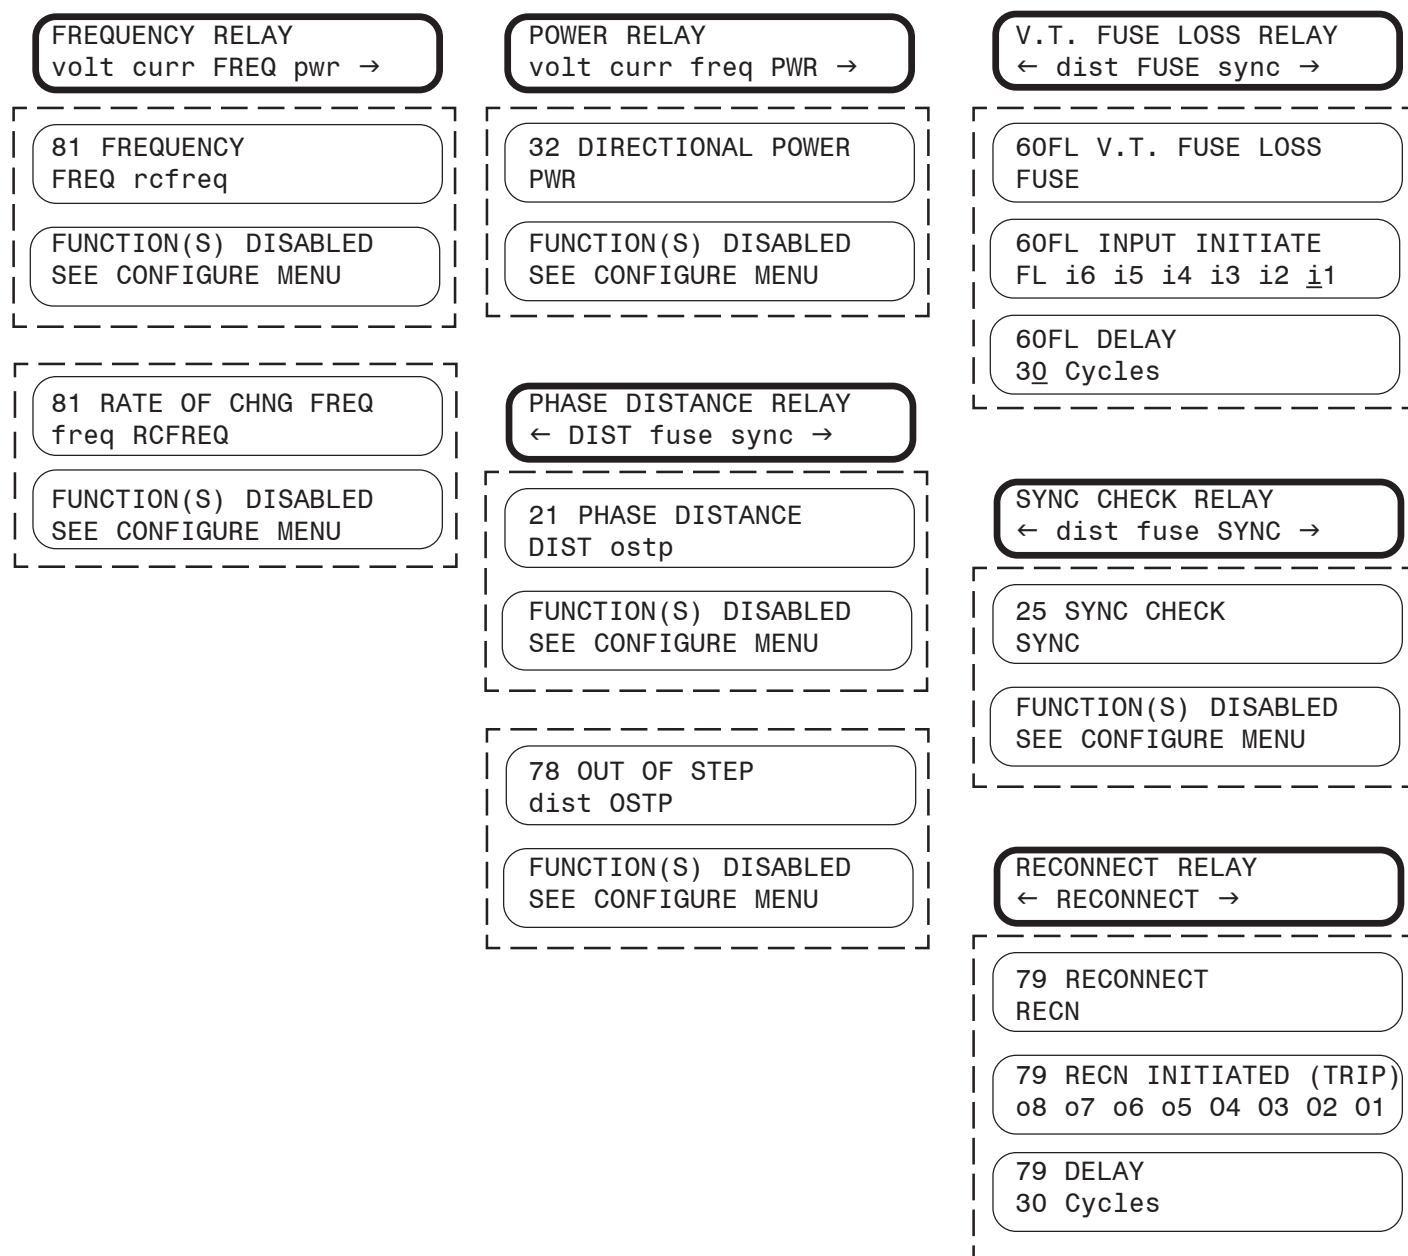 FREQUENCY RELAY
volt curr FREQ pwr →
81 FREQUENCY
FREQ rcfreq
FUNCTION(S) DISABLED
SEE CONFIGURE MENU
81 RATE OF CHNG FREQ
freq RCFREQ
FUNCTION(S) DISABLED
SEE CONFIGURE MENU
POWER RELAY
volt curr freq PWR →
32 DIRECTIONAL POWER
PWR
FUNCTION(S) DISABLED
SEE CONFIGURE MENU
PHASE DISTANCE RELAY
← DIST fuse sync →
21 PHASE DISTANCE
DIST ostp
FUNCTION(S) DISABLED
SEE CONFIGURE MENU
78 OUT OF STEP
dist OSTP
FUNCTION(S) DISABLED
SEE CONFIGURE MENU
V.T. FUSE LOSS RELAY
← dist FUSE sync →
60FL V.T. FUSE LOSS
FUSE
60FL INPUT INITIATE
FL i6 i5 i4 i3 i2 i1
60FL DELAY
30 Cycles
SYNC CHECK RELAY
← dist fuse SYNC →
25 SYNC CHECK
SYNC
FUNCTION(S) DISABLED
SEE CONFIGURE MENU
RECONNECT RELAY
← RECONNECT →
79 RECONNECT
RECN
79 RECN INITIATED (TRIP)
o8 o7 o6 o5 O4 O3 O2 O1
79 DELAY
30 Cycles